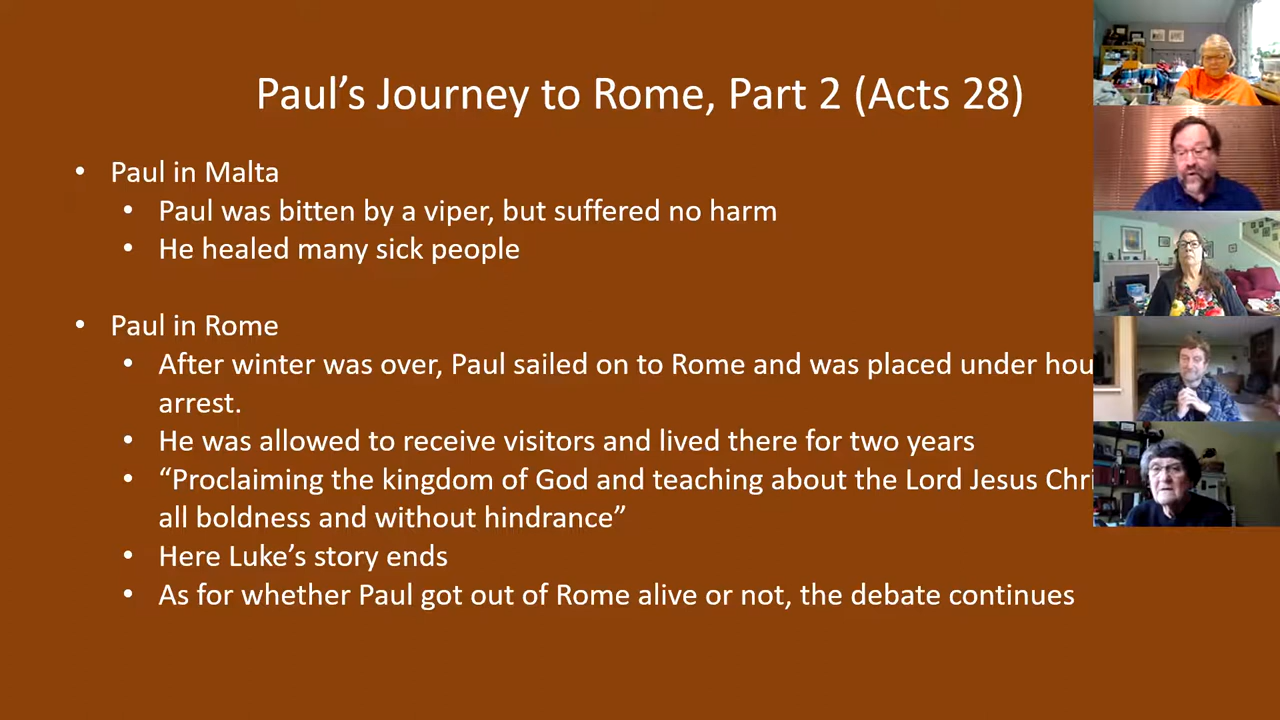 Paul’s Journey to Rome, Part 2 (Acts 28)
• Paul in Malta
• Paul was bitten by a viper, but suffered no harm
• He healed many sick people
• Paul in Rome
• After winter was over, Paul sailed on to Rome and was placed under hou
arrest.
• He was allowed to receive visitors and lived there for two years
• “Proclaiming the kingdom of God and teaching about the Lord Jesus Chri
all boldness and without hindrance”
• Here Luke’s story ends
• As for whether Paul got out of Rome alive or not, the debate continues